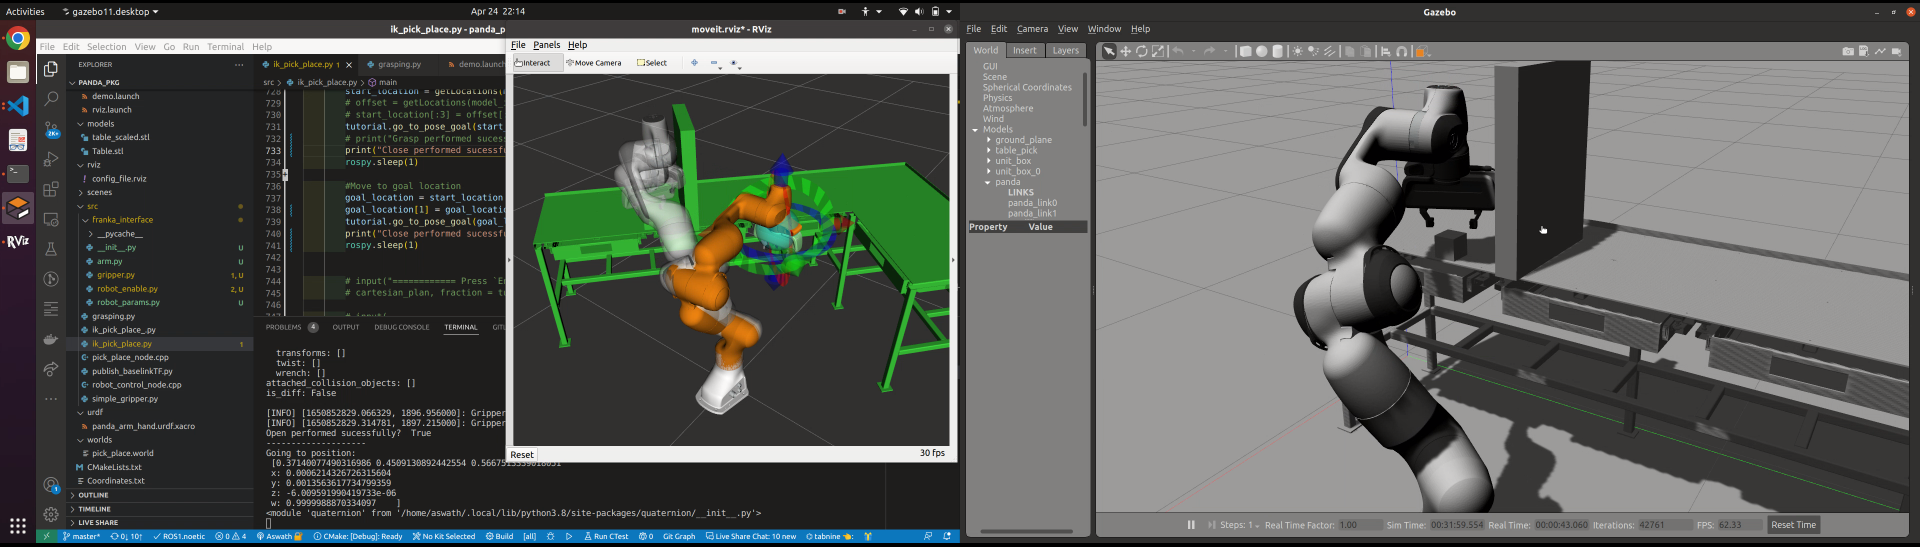 Activities
gazebo11.desktop
Apr 24 22:14
ik_pick_place.py - panda_p
File Edit Selection View Go Run Terminal Help
EXPLORER
PANDA_PKG
demo.launch
rviz.launch
models
table_scaled.stl
Table.stl
rviz
config_file.rviz
scenes
src
franka_interface
__pycache__
__init__.py U
arm.py U
gripper.py 1, U
robot_enable.py 2, U
robot_params.py U
grasping.py
ik_pick_place_.py
ik_pick_place.py 1
pick_place_node.cpp
publish_baselinkTF.py
robot_control_node.cpp
simple_gripper.py
urdf
panda_arm_hand.urdf.xacro
worlds
pick_place.world
CMakeLists.txt
Coordinates.txt
OUTLINE
TIMELINE
LIVE SHARE
RViz
2K+
ik_pick_place.py 1
grasping.py
demo.launch
src > ik_pick_place.py > main
728 start_location = getLocations(
729 # offset = getLocations(model_
730 # start_location[:3] = offset[
731 tutorial.go_to_pose_goal(start_
732 # print("Grasp performed sucess
733 print("Close performed sucessfu
734 rospy.sleep(1)
735
736 #Move to goal location
737 goal_location = start_location
738 goal_location[1] = goal_locatio
739 tutorial.go_to_pose_goal(goal_l
740 print("Close performed sucessfu
741 rospy.sleep(1)
742
743
744 # input("============ Press `En
745 # cartesian_plan, fraction = tu
746
# input(
PROBLEMS 4 OUTPUT DEBUG CONSOLE TERMINAL
transforms: []
twist: []
wrench: []
attached_collision_objects: []
is_diff: False
[INFO] [1650852829.066329, 1896.956000]: Gripper
[INFO] [1650852829.314781, 1897.215000]: Gripper
Open performed sucessfully? True
--------------------
Going to position:
[0.37140077490316986 0.4509130892442554
x: 0.0006214326726315604
y: 0.0013563617734799359
z: -6.009591990419733e-06
w: 0.9999988870334097 ]
<module 'quaternion' from '/home/aswath/.local/lib/python3.8/site-packages/quaternion/__init__.py'>
master* 0↓ 10↑ ROS1.noetic 0 4 Aswath CMake: [Debug]: Ready No Kit Selected Build [all] Run CTest 0 Git Graph Live Share Chat: 10 new tabnine
moveit.rviz* - RViz
File Panels Help
Interact Move Camera Select
Reset
30 fps
Gazebo
File Edit Camera View Window Help
World Insert Layers
GUI
Scene
Spherical Coordinates
Physics
Atmosphere
Wind
Models
ground_plane
table_pick
unit_box
unit_box_0
panda
LINKS
panda_link0
panda_link1
Property Value
Steps: 1 Real Time Factor: 1.00 Sim Time: 00:31:59.554 Real Time: 00:00:43.060 Iterations: 42761 FPS: 62.33 Reset Time